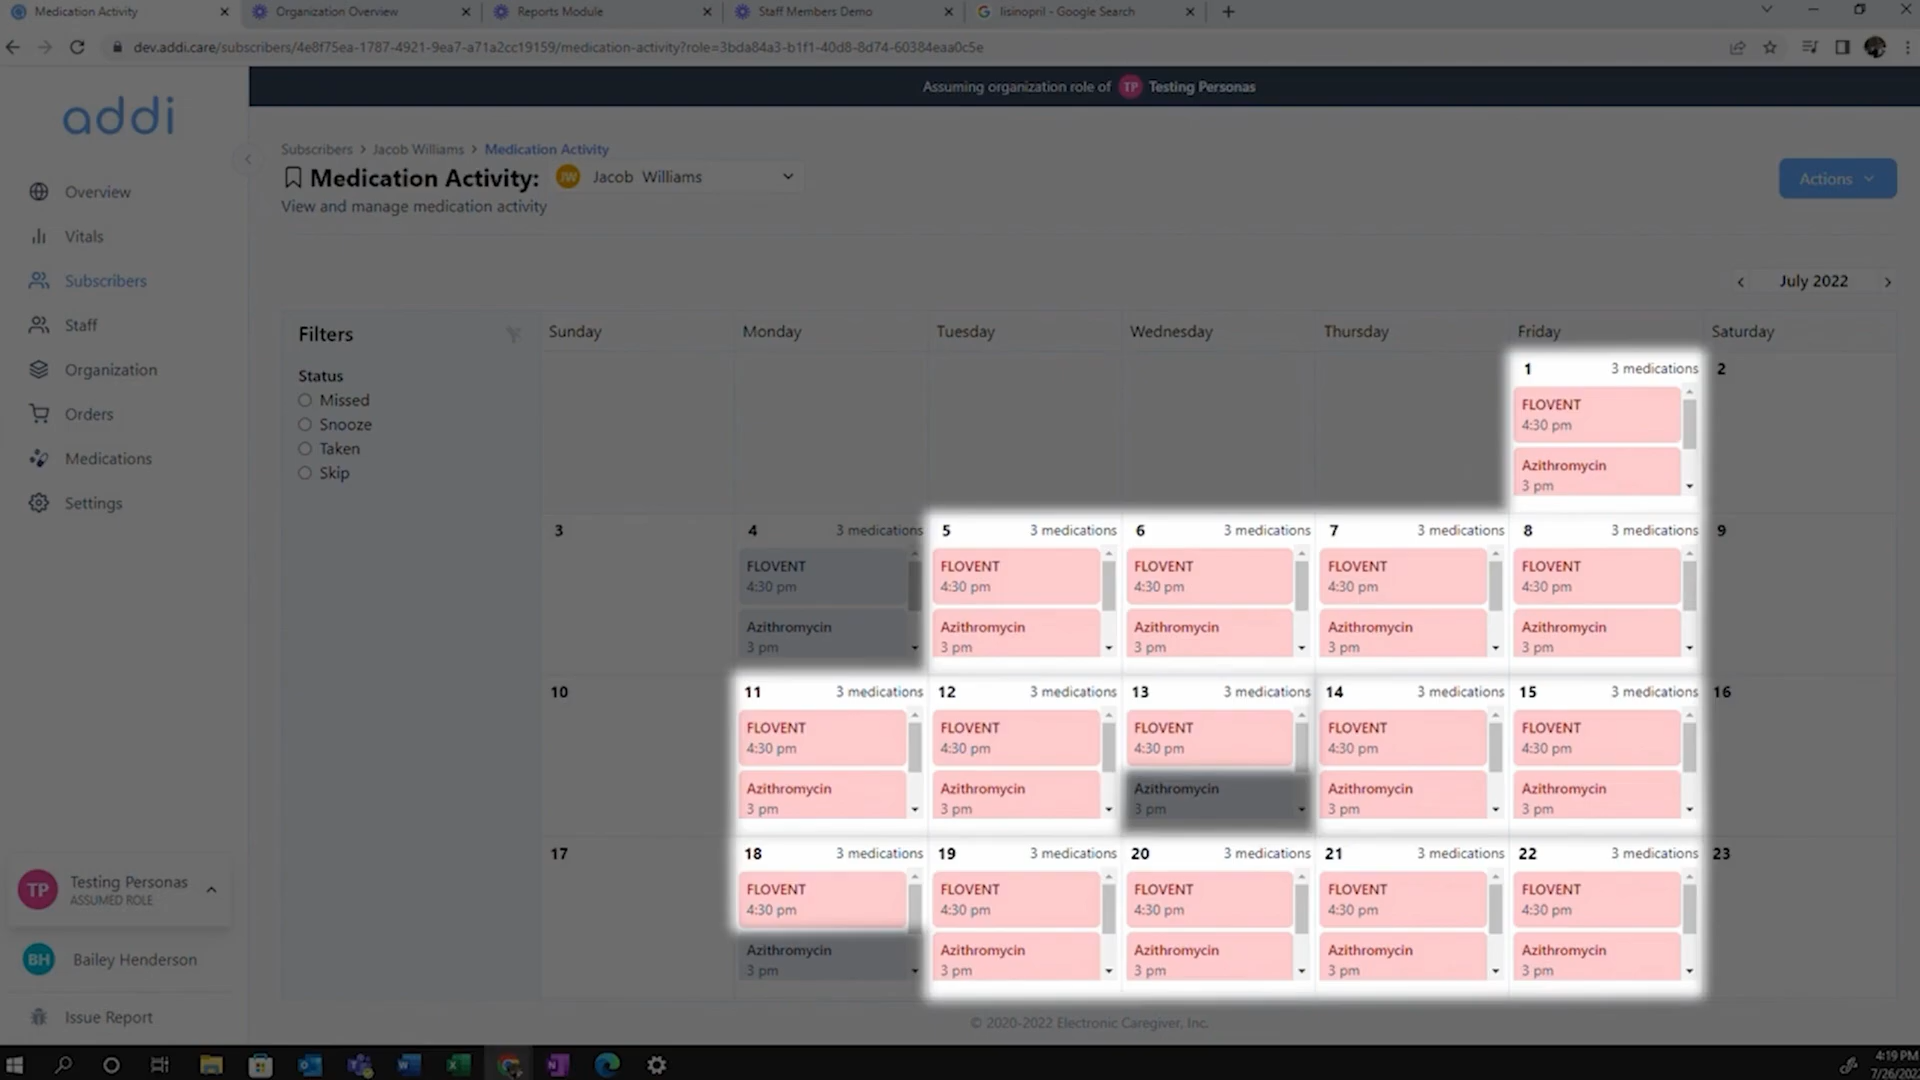 Medication Activity
Organization Overview
Reports Module
Staff Members Demo
lisinopril - Google Search
dev.addi.care/subscribers/4e8f75ea-1787-4921-9ea7-a71a2cc19159/medication-activity?role=3bda84a3-b1f1-40d8-8d74-60384eaa0c5e
Assuming organization role of TP Testing Personas
addi
Overview
Vitals
Subscribers
Staff
Organization
Orders
Medications
Settings
TP Testing Personas
ASSUMED ROLE
BH Bailey Henderson
Issue Report
Subscribers > Jacob Williams > Medication Activity
Medication Activity: JW Jacob Williams
View and manage medication activity
Actions
July 2022
Filters
Status
Missed
Snooze
Taken
Skip
Sunday Monday Tuesday Wednesday Thursday Friday Saturday
1 3 medications
FLOVENT
4:30 pm
Azithromycin
3 pm
2
3
4 3 medications
FLOVENT
4:30 pm
Azithromycin
3 pm
5 3 medications
FLOVENT
4:30 pm
Azithromycin
3 pm
6 3 medications
FLOVENT
4:30 pm
Azithromycin
3 pm
7 3 medications
FLOVENT
4:30 pm
Azithromycin
3 pm
8 3 medications
FLOVENT
4:30 pm
Azithromycin
3 pm
9
10
11 3 medications
FLOVENT
4:30 pm
Azithromycin
3 pm
12 3 medications
FLOVENT
4:30 pm
Azithromycin
3 pm
13 3 medications
FLOVENT
4:30 pm
Azithromycin
3 pm
14 3 medications
FLOVENT
4:30 pm
Azithromycin
3 pm
15 3 medications
FLOVENT
4:30 pm
Azithromycin
3 pm
16
17
18 3 medications
FLOVENT
4:30 pm
Azithromycin
3 pm
19 3 medications
FLOVENT
4:30 pm
Azithromycin
3 pm
20 3 medications
FLOVENT
4:30 pm
Azithromycin
3 pm
21 3 medications
FLOVENT
4:30 pm
Azithromycin
3 pm
22 3 medications
FLOVENT
4:30 pm
Azithromycin
3 pm
23
© 2020-2022 Electronic Caregiver, Inc.
4:19 PM
7/26/202